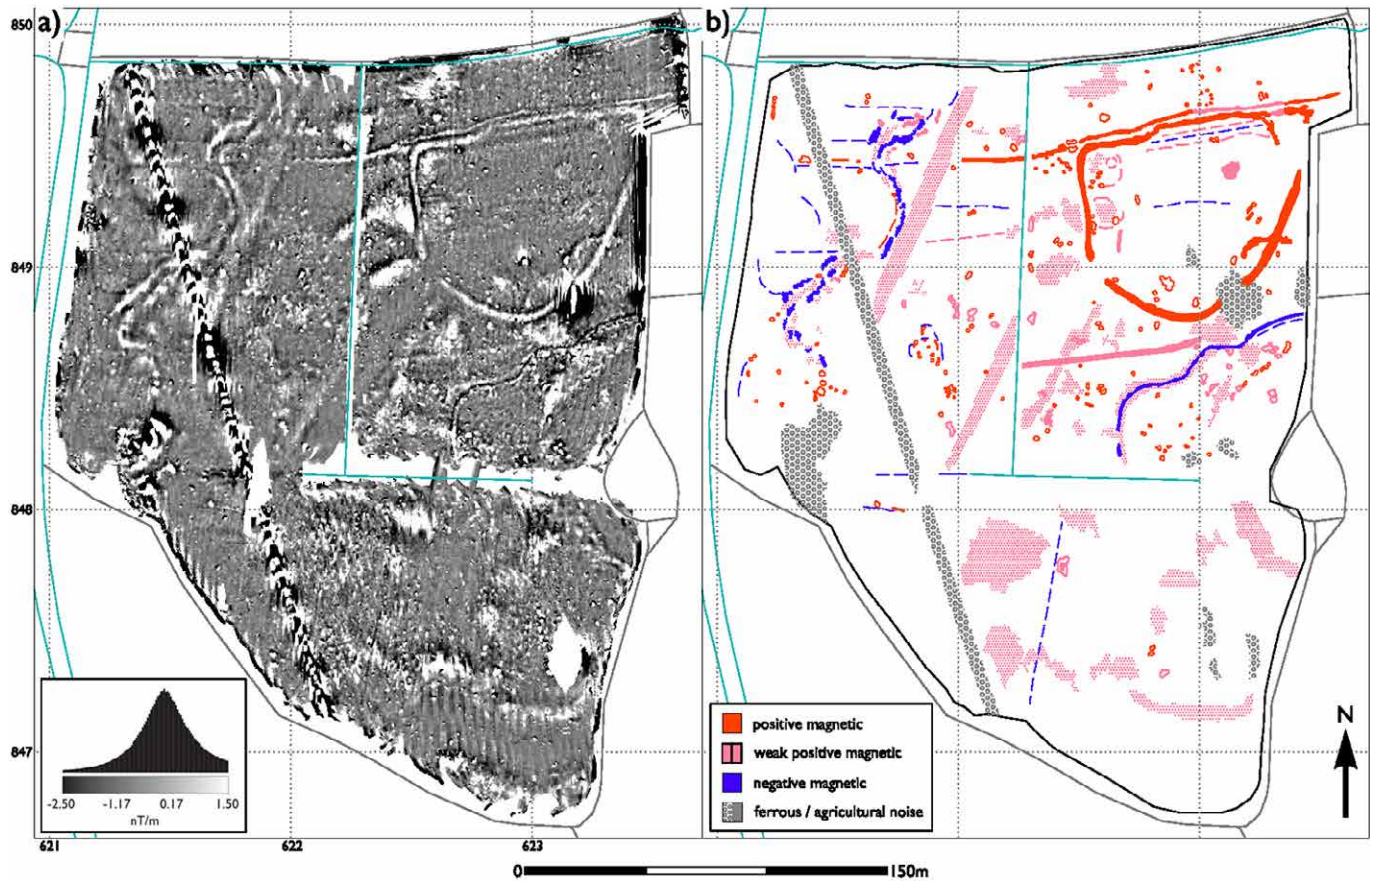 a)
b)
850
849
848
847
-2.50 -1.17 0.17 1.50
nT/m
621 622 623
positive magnetic
weak positive magnetic
negative magnetic
ferrous / agricultural noise
N
0 150m